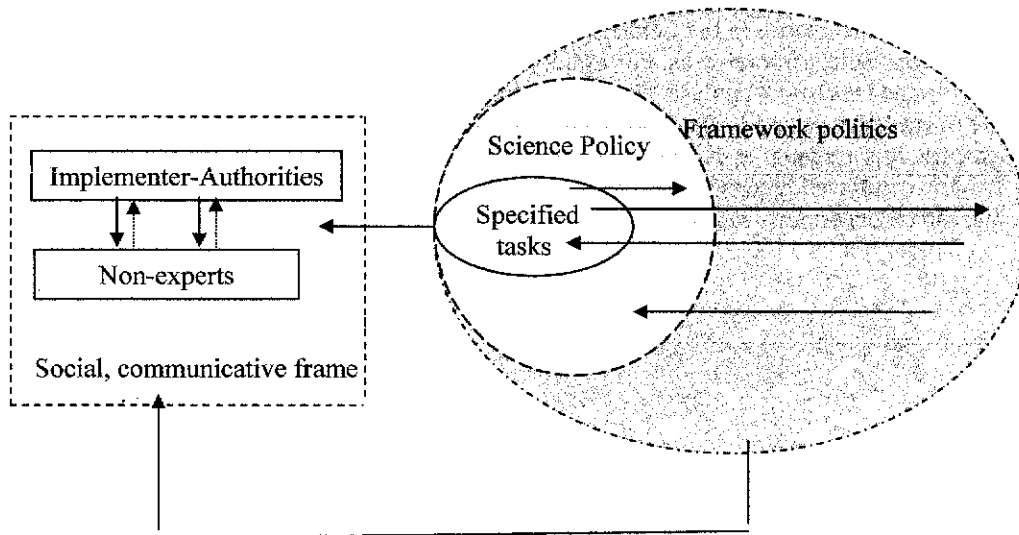 Framework politics
Science Policy
Implementer-Authorities
Specified
tasks
Non-experts
Social, communicative frame